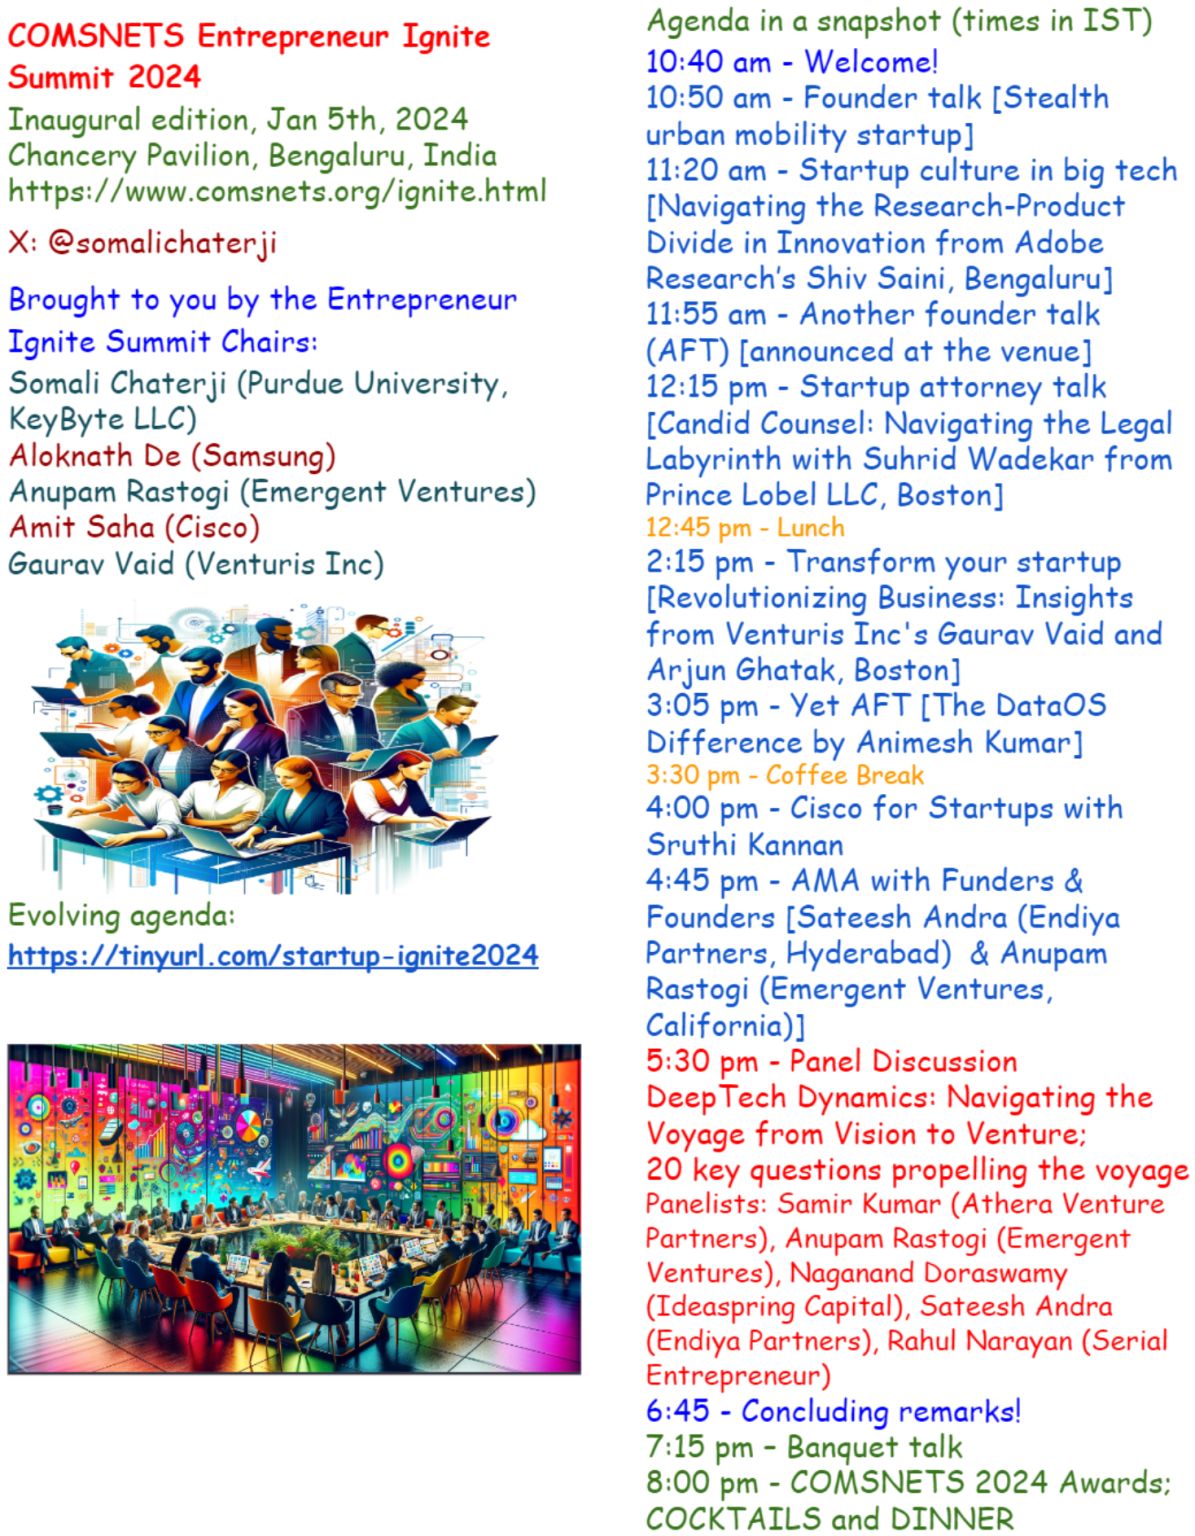 COMSNETS Entrepreneur Ignite
Summit 2024
Inaugural edition, Jan 5th, 2024
Chancery Pavilion, Bengaluru, India
https://www.comsnets.org/ignite.html
X: @somalichaterji
Brought to you by the Entrepreneur
Ignite Summit Chairs:
Somali Chaterji (Purdue University,
KeyByte LLC)
Aloknath De (Samsung)
Anupam Rastogi (Emergent Ventures)
Amit Saha (Cisco)
Gaurav Vaid (Venturis Inc)
Evolving agenda:
https://tinyurl.com/startup-ignite2024
Agenda in a snapshot (times in IST)
10:40 am - Welcome!
10:50 am - Founder talk [Stealth
urban mobility startup]
11:20 am - Startup culture in big tech
[Navigating the Research-Product
Divide in Innovation from Adobe
Research’s Shiv Saini, Bengaluru]
11:55 am - Another founder talk
(AFT) [announced at the venue]
12:15 pm - Startup attorney talk
[Candid Counsel: Navigating the Legal
Labyrinth with Suhrid Wadekar from
Prince Lobel LLC, Boston]
12:45 pm - Lunch
2:15 pm - Transform your startup
[Revolutionizing Business: Insights
from Venturis Inc's Gaurav Vaid and
Arjun Ghatak, Boston]
3:05 pm - Yet AFT [The DataOS
Difference by Animesh Kumar]
3:30 pm - Coffee Break
4:00 pm - Cisco for Startups with
Sruthi Kannan
4:45 pm - AMA with Funders &
Founders [Sateesh Andra (Endiya
Partners, Hyderabad)  & Anupam
Rastogi (Emergent Ventures,
California)]
5:30 pm - Panel Discussion
DeepTech Dynamics: Navigating the
Voyage from Vision to Venture;
20 key questions propelling the voyage
Panelists: Samir Kumar (Athera Venture
Partners), Anupam Rastogi (Emergent
Ventures), Naganand Doraswamy
(Ideaspring Capital), Sateesh Andra
(Endiya Partners), Rahul Narayan (Serial
Entrepreneur)
6:45 - Concluding remarks!
7:15 pm – Banquet talk
8:00 pm - COMSNETS 2024 Awards;
COCKTAILS and DINNER